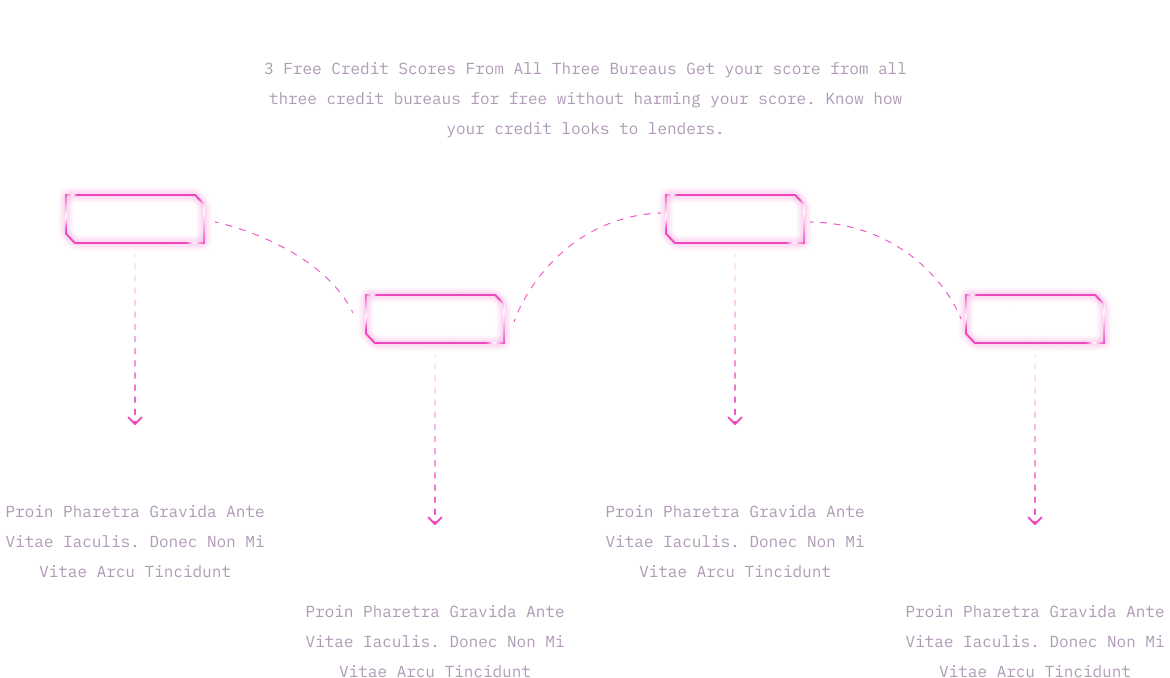 3 Free Credit Scores From All Three Bureaus Get your score from all
three credit bureaus for free without harming your score. Know how
your credit looks to lenders.
Proin Pharetra Gravida Ante
Vitae Iaculis. Donec Non Mi
Vitae Arcu Tincidunt
Proin Pharetra Gravida Ante
Vitae Iaculis. Donec Non Mi
Vitae Arcu Tincidunt
Proin Pharetra Gravida Ante
Vitae Iaculis. Donec Non Mi
Vitae Arcu Tincidunt
Proin Pharetra Gravida Ante
Vitae Iaculis. Donec Non Mi
Vitae Arcu Tincidunt